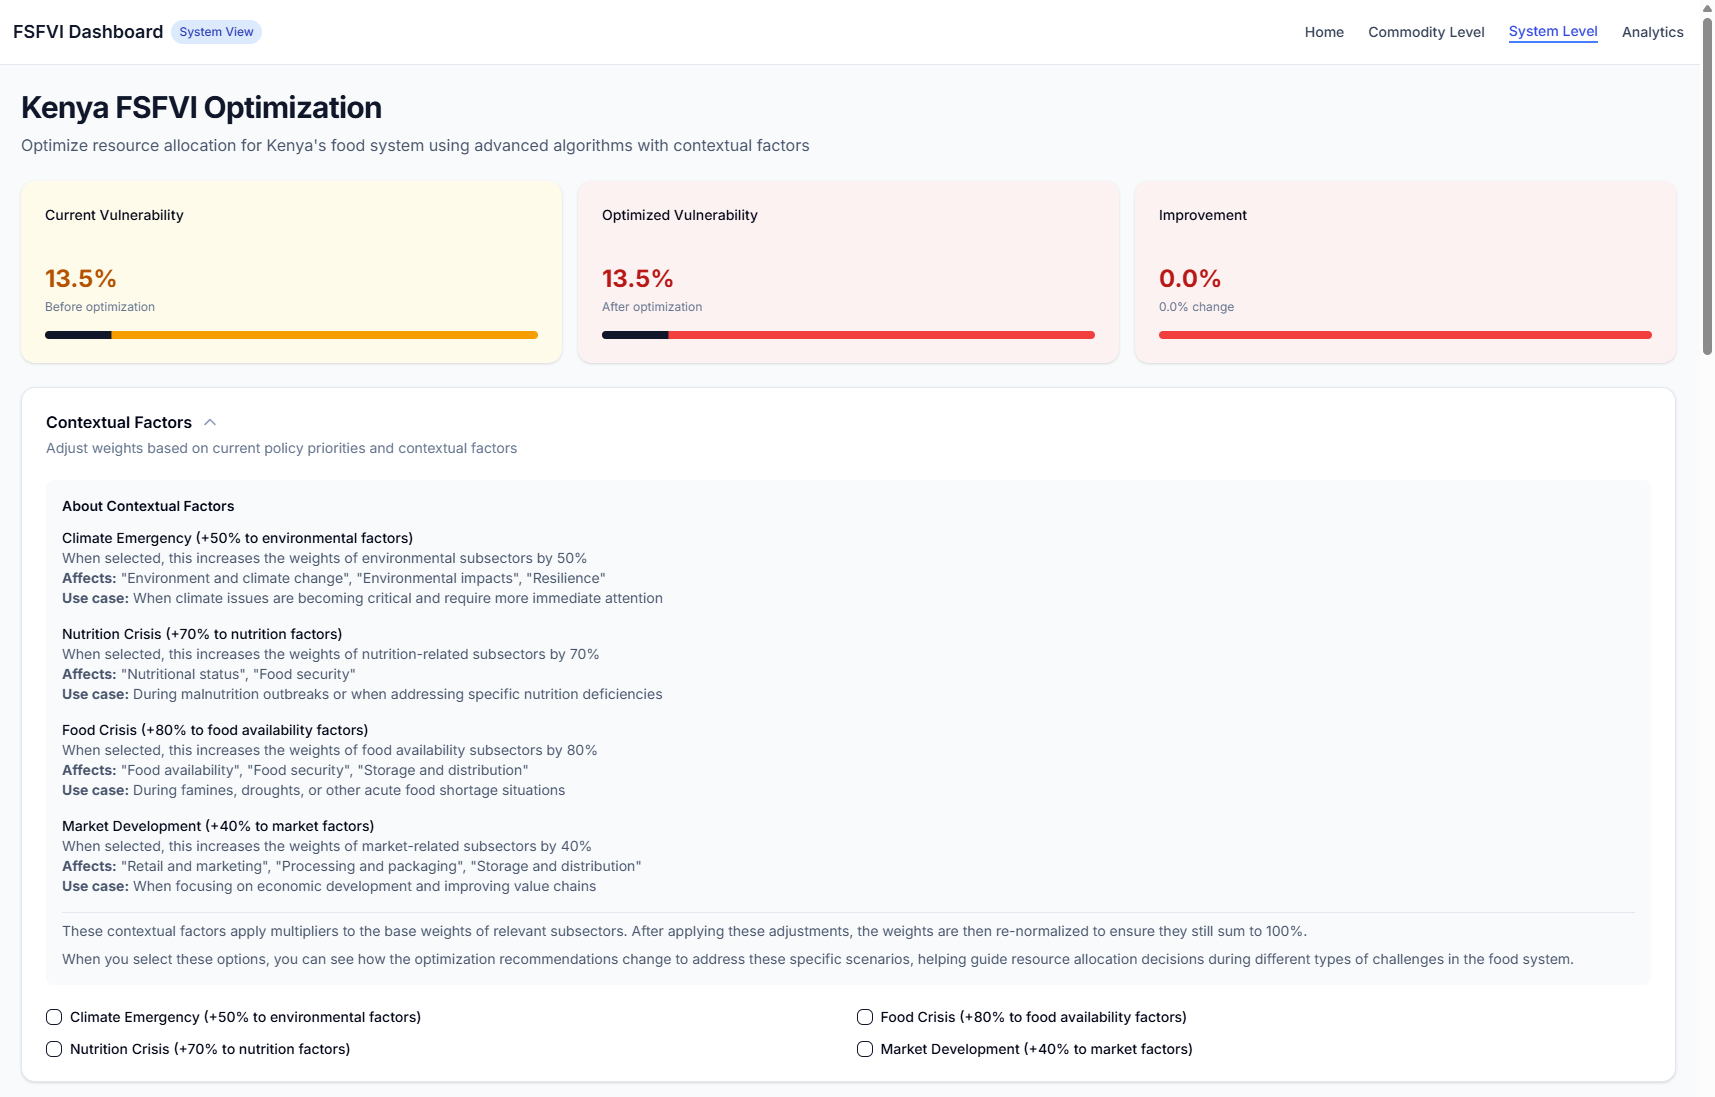 FSFVI Dashboard System View Home Commodity Level System Level Analytics
Kenya FSFVI Optimization
Optimize resource allocation for Kenya's food system using advanced algorithms with contextual factors
Current Vulnerability
13.5%
Before optimization
Optimized Vulnerability
13.5%
After optimization
Improvement
0.0%
0.0% change
Contextual Factors
Adjust weights based on current policy priorities and contextual factors
About Contextual Factors
Climate Emergency (+50% to environmental factors)
When selected, this increases the weights of environmental subsectors by 50%
Affects: "Environment and climate change", "Environmental impacts", "Resilience"
Use case: When climate issues are becoming critical and require more immediate attention
Nutrition Crisis (+70% to nutrition factors)
When selected, this increases the weights of nutrition-related subsectors by 70%
Affects: "Nutritional status", "Food security"
Use case: During malnutrition outbreaks or when addressing specific nutrition deficiencies
Food Crisis (+80% to food availability factors)
When selected, this increases the weights of food availability subsectors by 80%
Affects: "Food availability", "Food security", "Storage and distribution"
Use case: During famines, droughts, or other acute food shortage situations
Market Development (+40% to market factors)
When selected, this increases the weights of market-related subsectors by 40%
Affects: "Retail and marketing", "Processing and packaging", "Storage and distribution"
Use case: When focusing on economic development and improving value chains
These contextual factors apply multipliers to the base weights of relevant subsectors. After applying these adjustments, the weights are then re-normalized to ensure they still sum to 100%.
When you select these options, you can see how the optimization recommendations change to address these specific scenarios, helping guide resource allocation decisions during different types of challenges in the food system.
Climate Emergency (+50% to environmental factors)
Food Crisis (+80% to food availability factors)
Nutrition Crisis (+70% to nutrition factors)
Market Development (+40% to market factors)